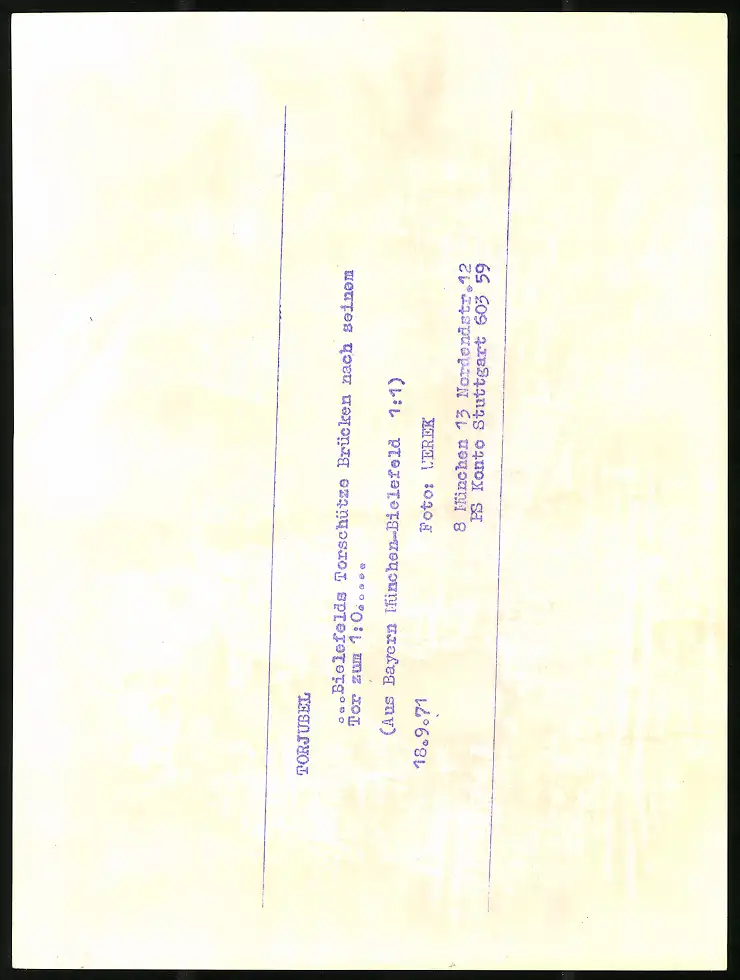 TORJUBEL
...Bielefelds Torschütze Brücken nach seinem
Tor zum 1:0......
(Aus Bayern München-Bielefeld 1:1)
18.9.71
Foto: WEREK
8 München 13 Nordendstr.12
PS Konto Stuttgart 603 59